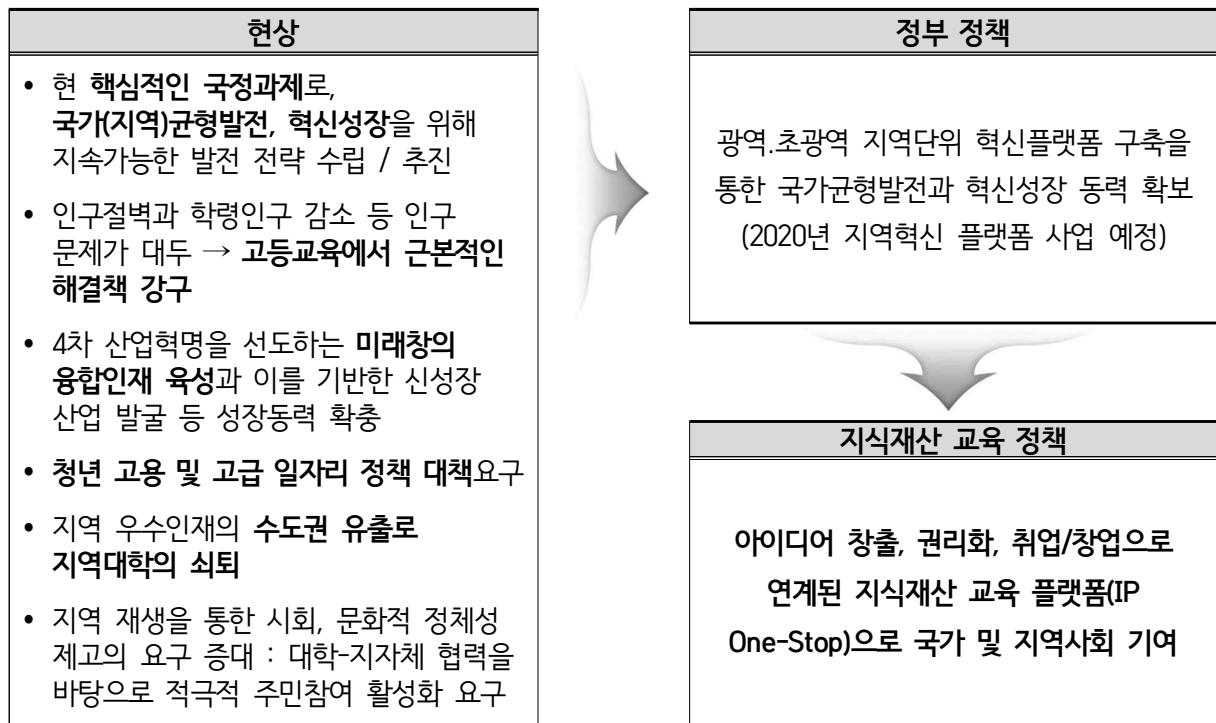 현상
• 현 핵심적인 국정과제로,
국가(지역)균형발전, 혁신성장을 위해
지속가능한 발전 전략 수립 / 추진
• 인구절벽과 학령인구 감소 등 인구
문제가 대두 → 고등교육에서 근본적인
해결책 강구
• 4차 산업혁명을 선도하는 미래창의
융합인재 육성과 이를 기반한 신성장
산업 발굴 등 성장동력 확충
• 청년 고용 및 고급 일자리 정책 대책요구
• 지역 우수인재의 수도권 유출로
지역대학의 쇠퇴
• 지역 재생을 통한 시회, 문화적 정체성
제고의 요구 증대 : 대학-지자체 협력을
바탕으로 적극적 주민참여 활성화 요구
정부 정책
광역.초광역 지역단위 혁신플랫폼 구축을
통한 국가균형발전과 혁신성장 동력 확보
(2020년 지역혁신 플랫폼 사업 예정)
지식재산 교육 정책
아이디어 창출, 권리화, 취업/창업으로
연계된 지식재산 교육 플랫폼(IP
One-Stop)으로 국가 및 지역사회 기여